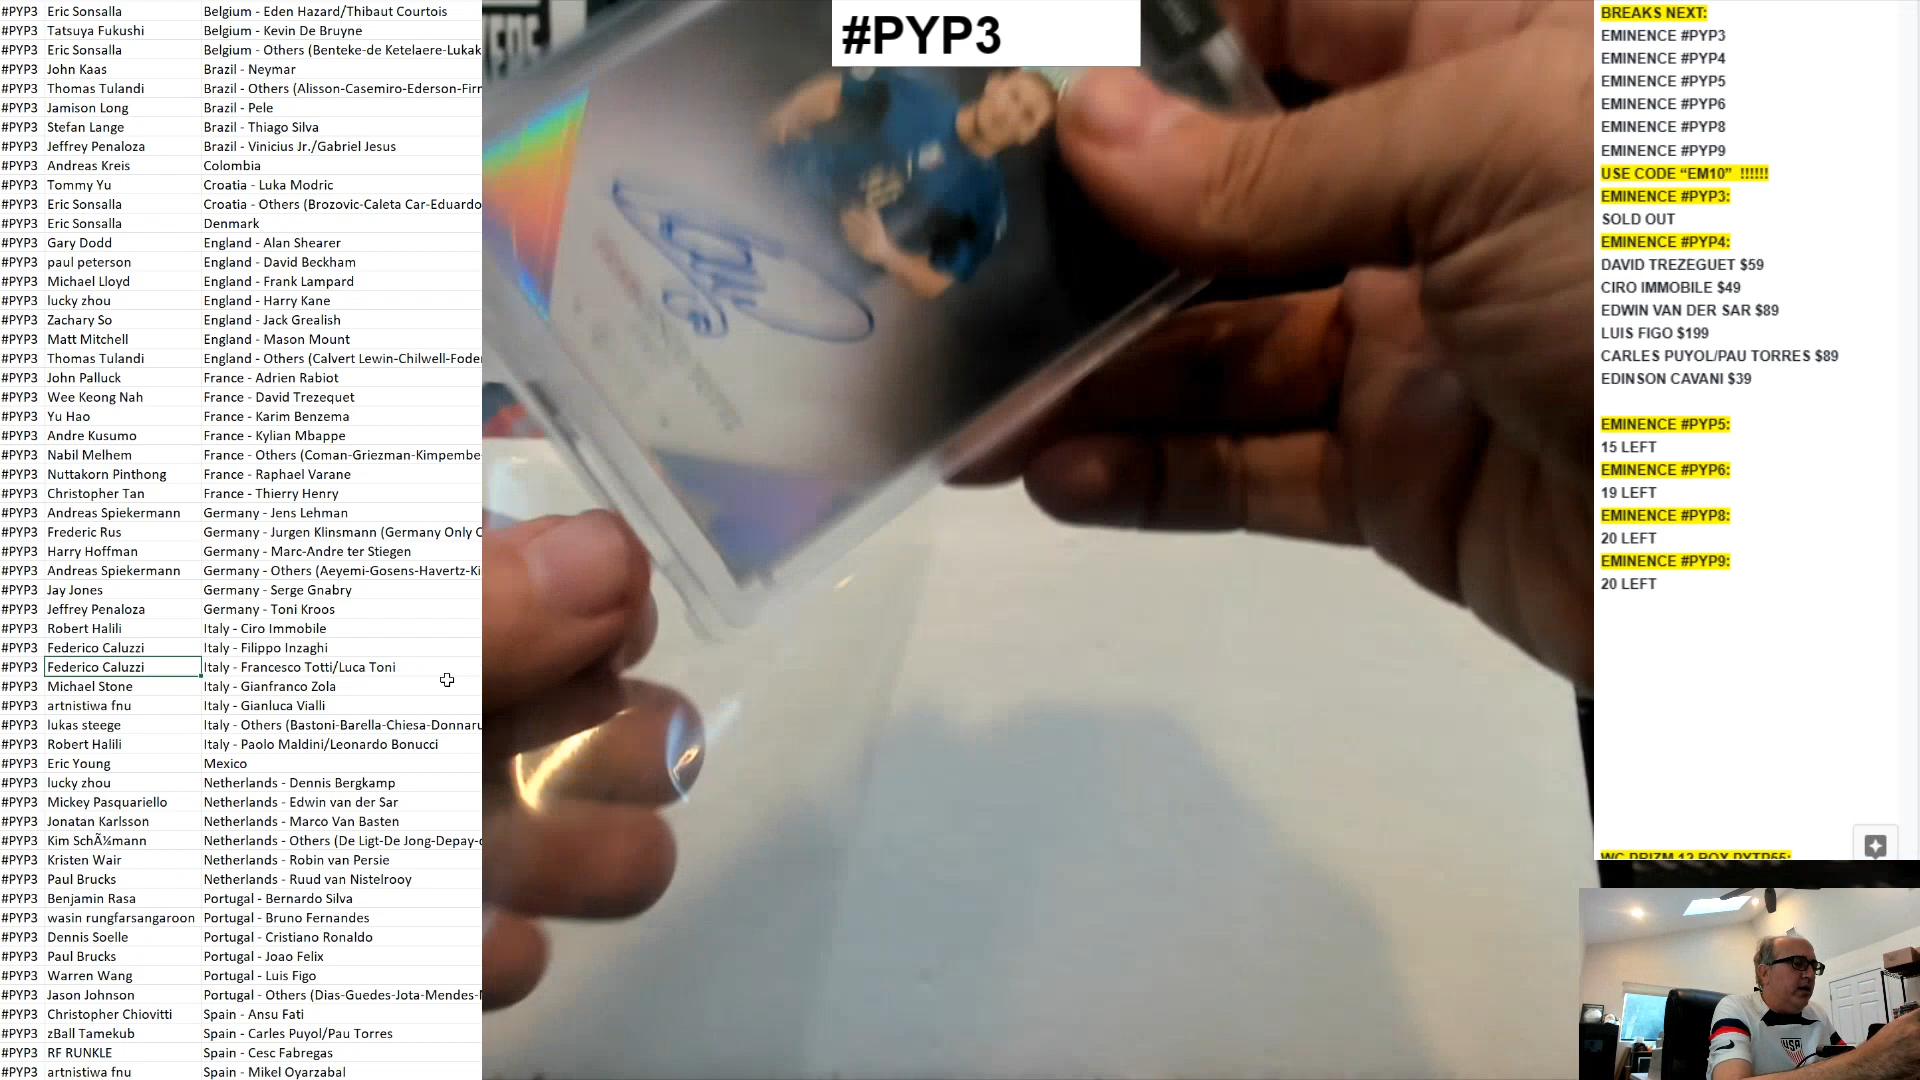 #PYP3
#PYP3 Eric Sonsalla Belgium - Eden Hazard/Thibaut Courtois
#PYP3 Tatsuya Fukushi Belgium - Kevin De Bruyne
#PYP3 Eric Sonsalla Belgium - Others (Benteke-de Ketelaere-Lukak
#PYP3 John Kaas Brazil - Neymar
#PYP3 Thomas Tulandi Brazil - Others (Alisson-Casemiro-Ederson-Firr
#PYP3 Jamison Long Brazil - Pele
#PYP3 Stefan Lange Brazil - Thiago Silva
#PYP3 Jeffrey Penaloza Brazil - Vinicius Jr./Gabriel Jesus
#PYP3 Andreas Kreis Colombia
#PYP3 Tommy Yu Croatia - Luka Modric
#PYP3 Eric Sonsalla Croatia - Others (Brozovic-Caleta Car-Eduardo
#PYP3 Eric Sonsalla Denmark
#PYP3 Gary Dodd England - Alan Shearer
#PYP3 paul peterson England - David Beckham
#PYP3 Michael Lloyd England - Frank Lampard
#PYP3 lucky zhou England - Harry Kane
#PYP3 Zachary So England - Jack Grealish
#PYP3 Matt Mitchell England - Mason Mount
#PYP3 Thomas Tulandi England - Others (Calvert Lewin-Chilwell-Foder
#PYP3 John Palluck France - Adrien Rabiot
#PYP3 Wee Keong Nah France - David Trezequet
#PYP3 Yu Hao France - Karim Benzema
#PYP3 Andre Kusumo France - Kylian Mbappe
#PYP3 Nabil Melhem France - Others (Coman-Griezman-Kimpembe-
#PYP3 Nuttakorn Pinthong France - Raphael Varane
#PYP3 Christopher Tan France - Thierry Henry
#PYP3 Andreas Spiekermann Germany - Jens Lehman
#PYP3 Frederic Rus Germany - Jurgen Klinsmann (Germany Only C
#PYP3 Harry Hoffman Germany - Marc-Andre ter Stiegen
#PYP3 Andreas Spiekermann Germany - Others (Aeyemi-Gosens-Havertz-Ki
#PYP3 Jay Jones Germany - Serge Gnabry
#PYP3 Jeffrey Penaloza Germany - Toni Kroos
#PYP3 Robert Halili Italy - Ciro Immobile
#PYP3 Federico Caluzzi Italy - Filippo Inzaghi
#PYP3 Federico Caluzzi Italy - Francesco Totti/Luca Toni
#PYP3 Michael Stone Italy - Gianfranco Zola
#PYP3 artnistiwa fnu Italy - Gianluca Vialli
#PYP3 lukas steege Italy - Others (Bastoni-Barella-Chiesa-Donnaru
#PYP3 Robert Halili Italy - Paolo Maldini/Leonardo Bonucci
#PYP3 Eric Young Mexico
#PYP3 lucky zhou Netherlands - Dennis Bergkamp
#PYP3 Mickey Pasquariello Netherlands - Edwin van der Sar
#PYP3 Jonatan Karlsson Netherlands - Marco Van Basten
#PYP3 Kim SchÃ¼mann Netherlands - Others (De Ligt-De Jong-Depay-
#PYP3 Kristen Wair Netherlands - Robin van Persie
#PYP3 Paul Brucks Netherlands - Ruud van Nistelrooy
#PYP3 Benjamin Rasa Portugal - Bernardo Silva
#PYP3 wasin rungfarsangaroon Portugal - Bruno Fernandes
#PYP3 Dennis Soelle Portugal - Cristiano Ronaldo
#PYP3 Paul Brucks Portugal - Joao Felix
#PYP3 Warren Wang Portugal - Luis Figo
#PYP3 Jason Johnson Portugal - Others (Dias-Guedes-Jota-Mendes-
#PYP3 Christopher Chiovitti Spain - Ansu Fati
#PYP3 zBall Tamekub Spain - Carles Puyol/Pau Torres
#PYP3 RF RUNKLE Spain - Cesc Fabregas
#PYP3 artnistiwa fnu Spain - Mikel Oyarzabal
BREAKS NEXT:
EMINENCE #PYP3
EMINENCE #PYP4
EMINENCE #PYP5
EMINENCE #PYP6
EMINENCE #PYP8
EMINENCE #PYP9
USE CODE “EM10” !!!!!!
EMINENCE #PYP3:
SOLD OUT
EMINENCE #PYP4:
DAVID TREZEGUET $59
CIRO IMMOBILE $49
EDWIN VAN DER SAR $89
LUIS FIGO $199
CARLES PUYOL/PAU TORRES $89
EDINSON CAVANI $39
EMINENCE #PYP5:
15 LEFT
EMINENCE #PYP6:
19 LEFT
EMINENCE #PYP8:
20 LEFT
EMINENCE #PYP9:
20 LEFT
WC PRIZM 12 BOX PYTP55:
USA